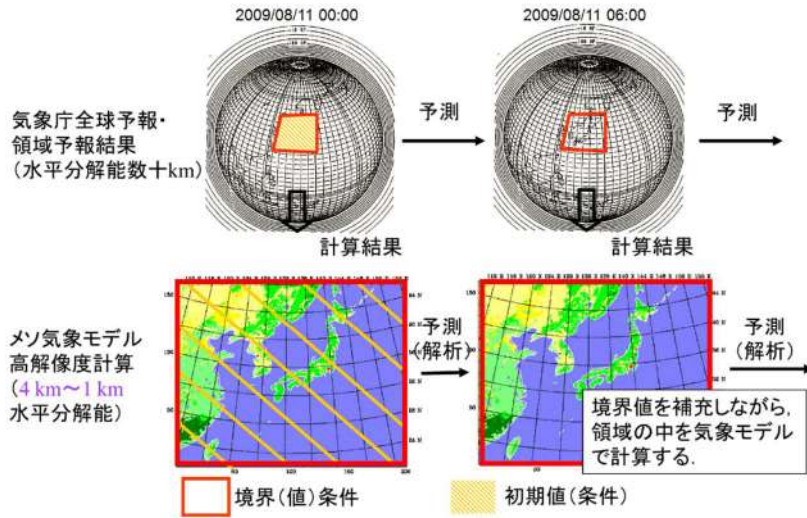 2009/08/11 00:00
2009/08/11 06:00
気象庁全球予報・
領域予報結果
(水平分解能数十km)
予測
予測
計算結果
計算結果
メソ気象モデル
高解像度計算
(4 km～1 km
水平分解能)
予測
(解析)
予測
(解析)
境界値を補充しながら,
領域の中を気象モデル
で計算する.
境界(値)条件
初期値(条件)